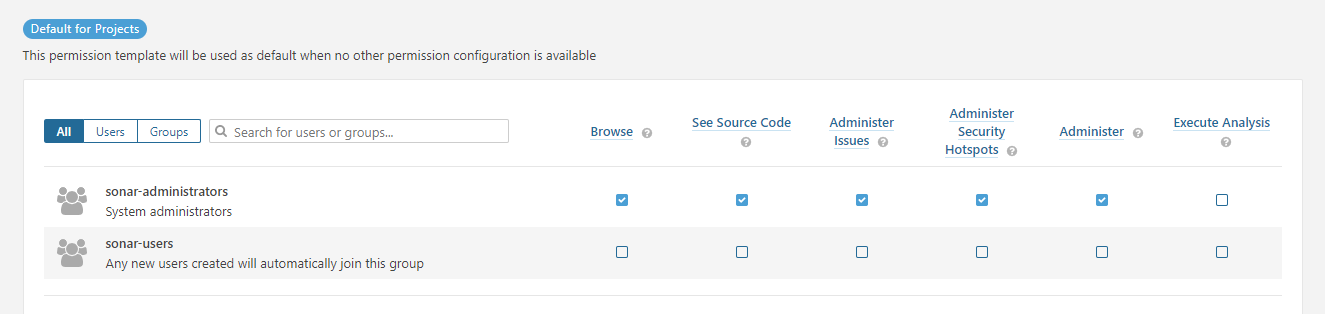 Default for Projects
This permission template will be used as default when no other permission configuration is available
All Users Groups Search for users or groups...
Browse ?
See Source Code
?
Administer
Issues ?
Administer
Security
Hotspots ?
Administer ?
Execute Analysis
?
sonar-administrators
System administrators
sonar-users
Any new users created will automatically join this group